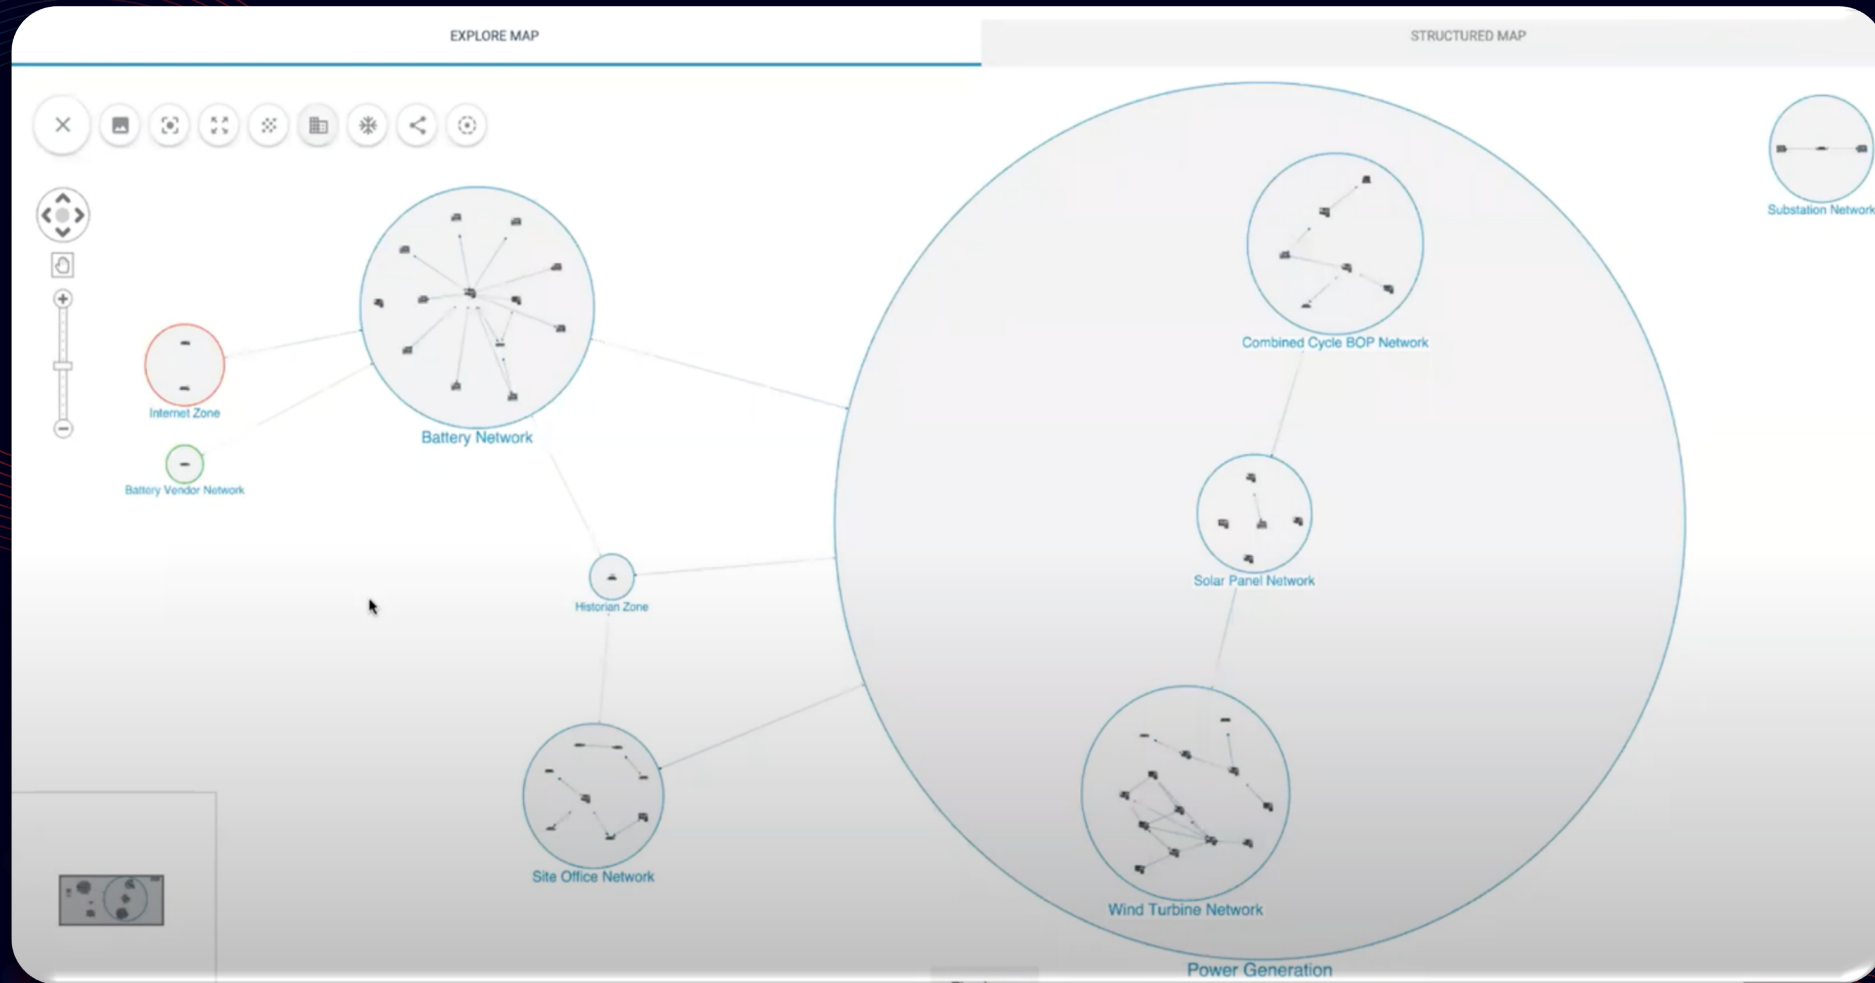 EXPLORE MAP
STRUCTURED MAP
Substation Network
Combined Cycle BOP Network
Internet Zone
Battery Network
Battery Vendor Network
Solar Panel Network
Historian Zone
Site Office Network
Wind Turbine Network
Power Generation